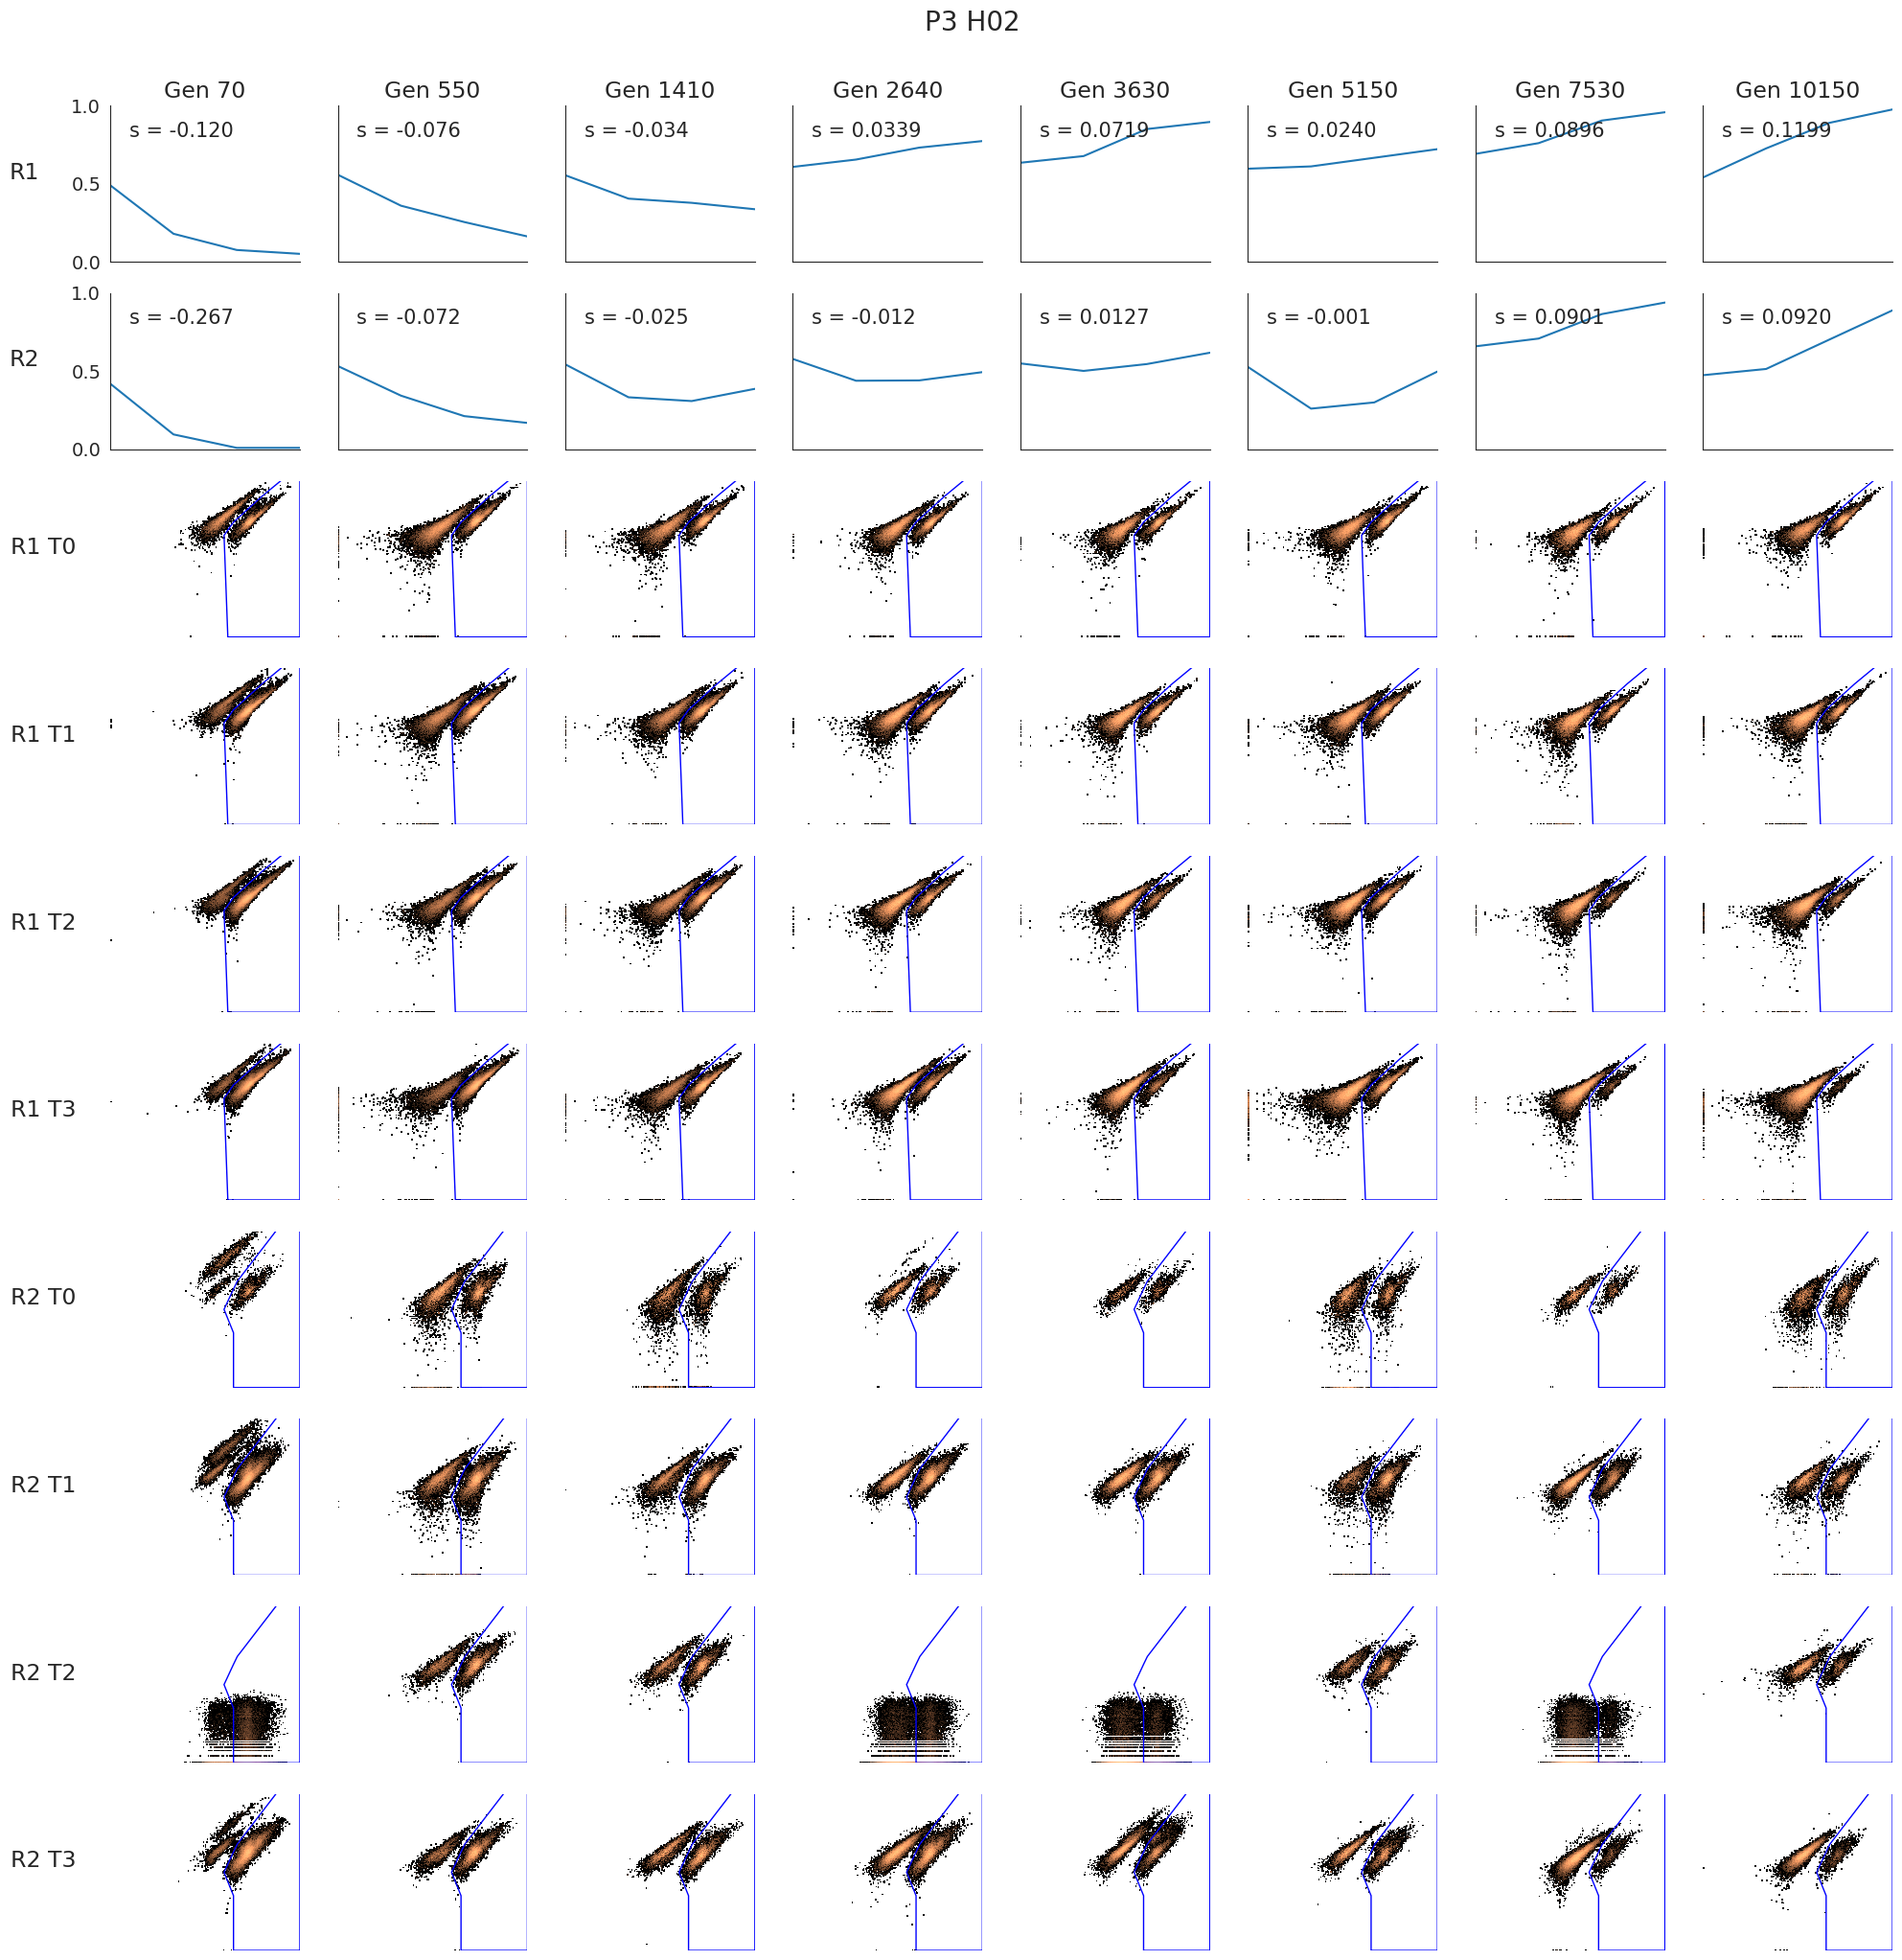 P3 H02
Gen 70 Gen 550 Gen 1410 Gen 2640 Gen 3630 Gen 5150 Gen 7530 Gen 10150
1.0
s = -0.120 s = -0.076 s = -0.034 s = 0.0339 s = 0.0719 s = 0.0240 s = 0.0896 s = 0.1199
R1
0.5
0.0
1.0
s = -0.267 s = -0.072 s = -0.025 s = -0.012 s = 0.0127 s = -0.001 s = 0.0901 s = 0.0920
R2
0.5
0.0
R1 T0
R1 T1
R1 T2
R1 T3
R2 T0
R2 T1
R2 T2
R2 T3